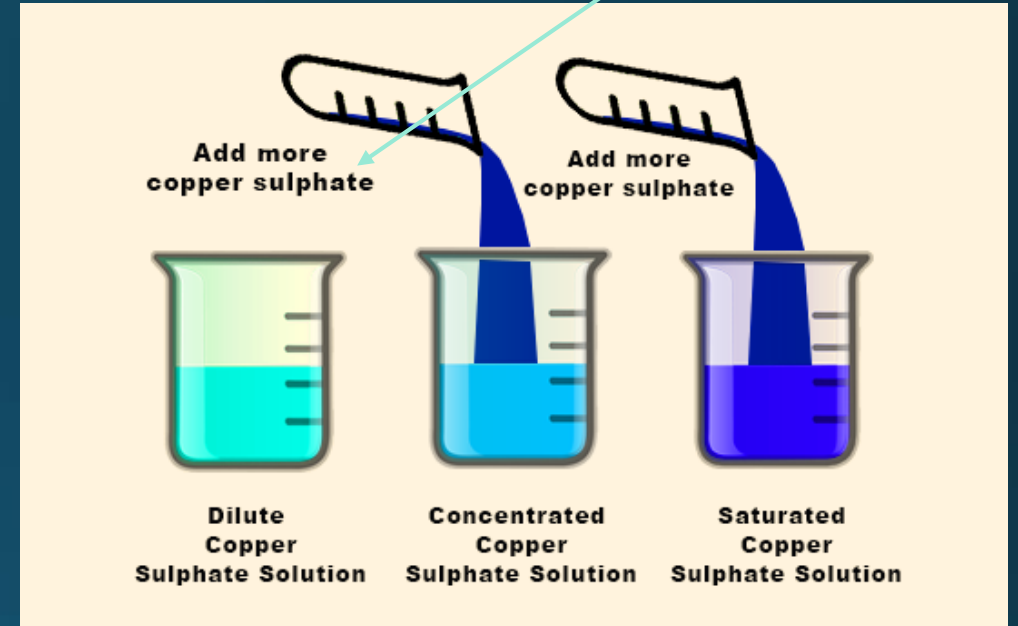 Add more
copper sulphate
Add more
copper sulphate
Dilute
Copper
Sulphate Solution
Concentrated
Copper
Sulphate Solution
Saturated
Copper
Sulphate Solution